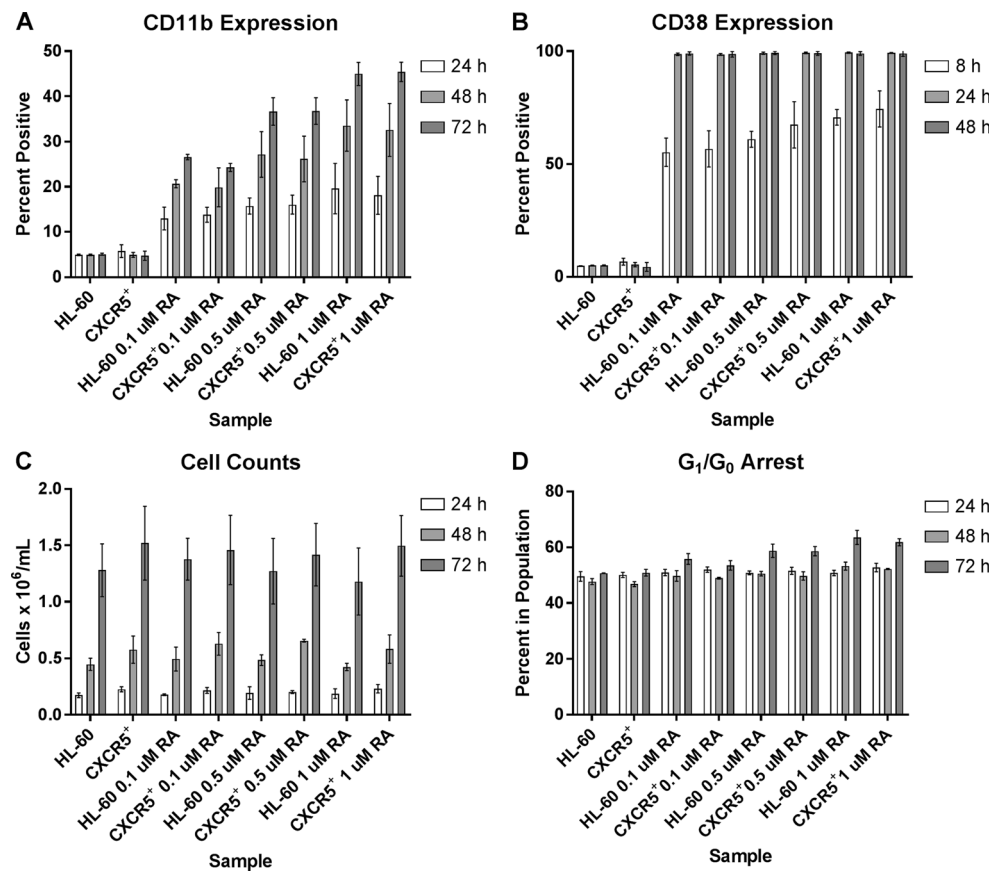 A
CD11b Expression
Percent Positive
50
40
30
20
10
0
24 h
48 h
72 h
HL-60
CXCR5⁺
HL-60 0.1 uM RA
CXCR5⁺ 0.1 uM RA
HL-60 0.5 uM RA
CXCR5⁺ 0.5 uM RA
HL-60 1 uM RA
CXCR5⁺ 1 uM RA
Sample
B
CD38 Expression
Percent Positive
100
50
0
8 h
24 h
48 h
HL-60
CXCR5⁺
HL-60 0.1 uM RA
CXCR5⁺ 0.1 uM RA
HL-60 0.5 uM RA
CXCR5⁺ 0.5 uM RA
HL-60 1 uM RA
CXCR5⁺ 1 uM RA
Sample
C
Cell Counts
Cells x 10⁶/mL
2.0
1.5
1.0
0.5
0.0
24 h
48 h
72 h
HL-60
CXCR5⁺
HL-60 0.1 uM RA
CXCR5⁺ 0.1 uM RA
HL-60 0.5 uM RA
CXCR5⁺ 0.5 uM RA
HL-60 1 uM RA
CXCR5⁺ 1 uM RA
Sample
D
G₁/G₀ Arrest
Percent in Population
80
60
40
20
0
24 h
48 h
72 h
HL-60
CXCR5⁺
HL-60 0.1 uM RA
CXCR5⁺ 0.1 uM RA
HL-60 0.5 uM RA
CXCR5⁺ 0.5 uM RA
HL-60 1 uM RA
CXCR5⁺ 1 uM RA
Sample